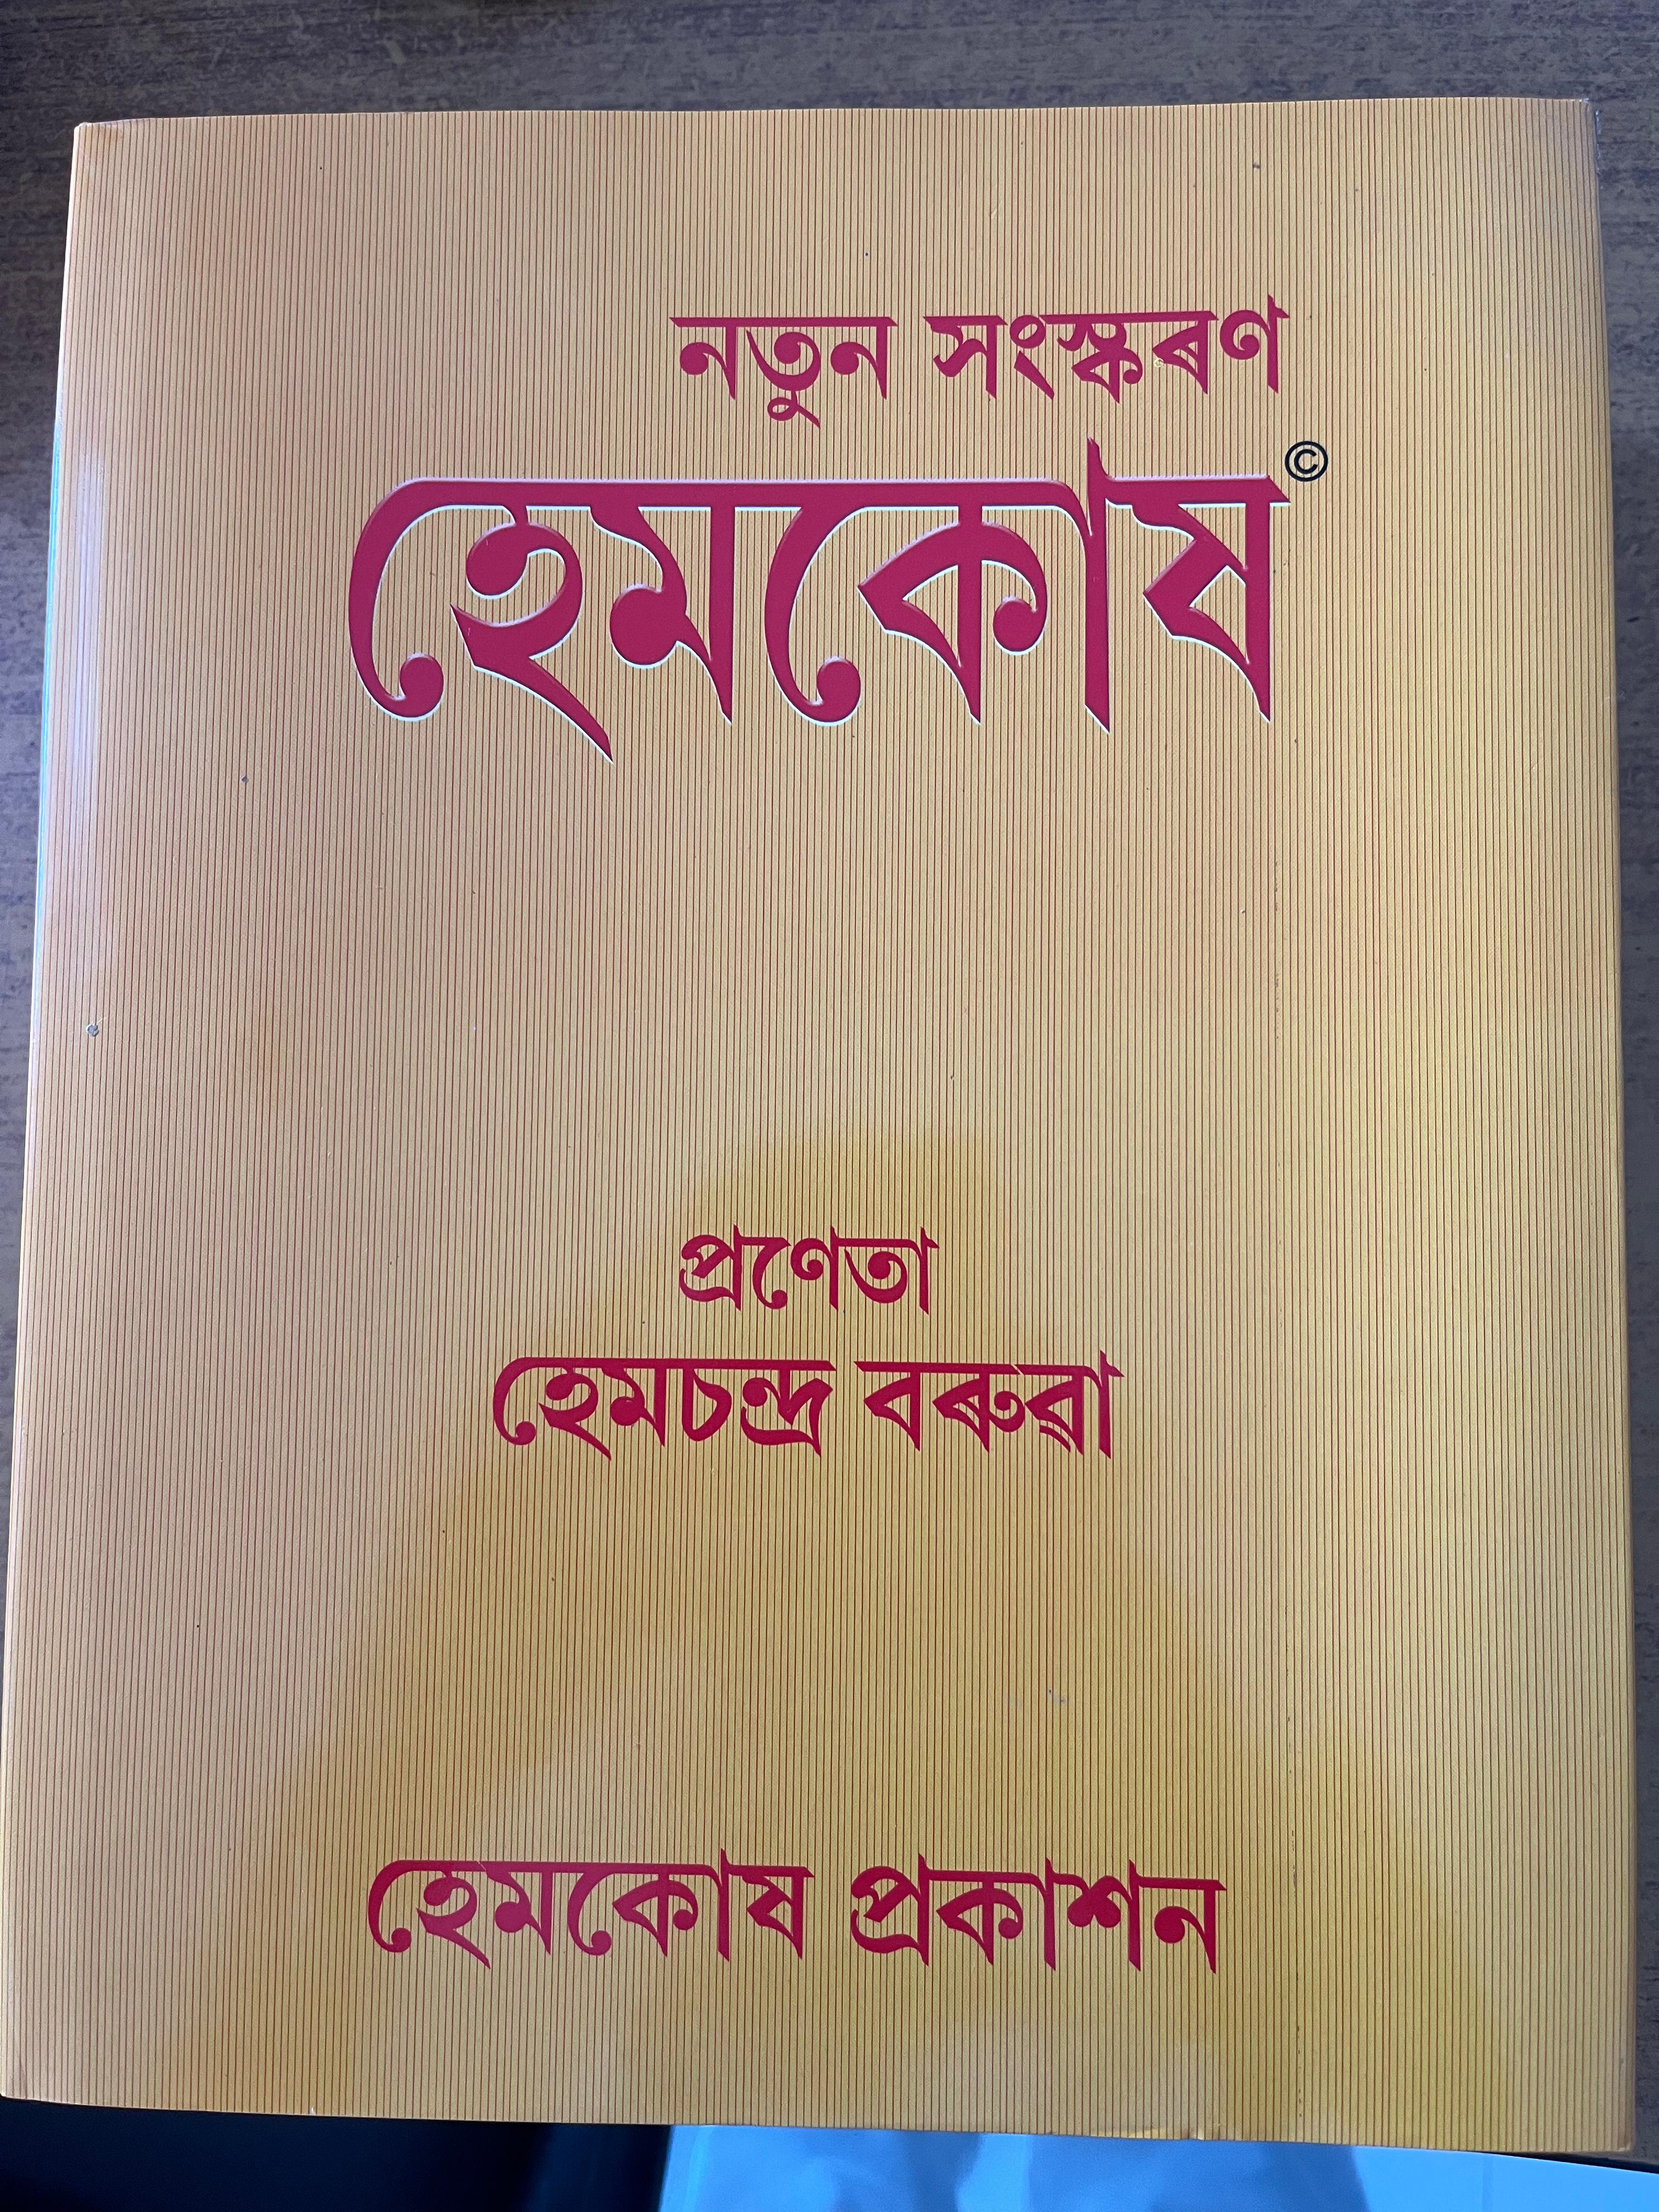 নতুন সংস্কৰণ
হেমকোষ©
প্ৰণেতা
হেমচন্দ্ৰ বৰুৱা
হেমকোষ প্ৰকাশন